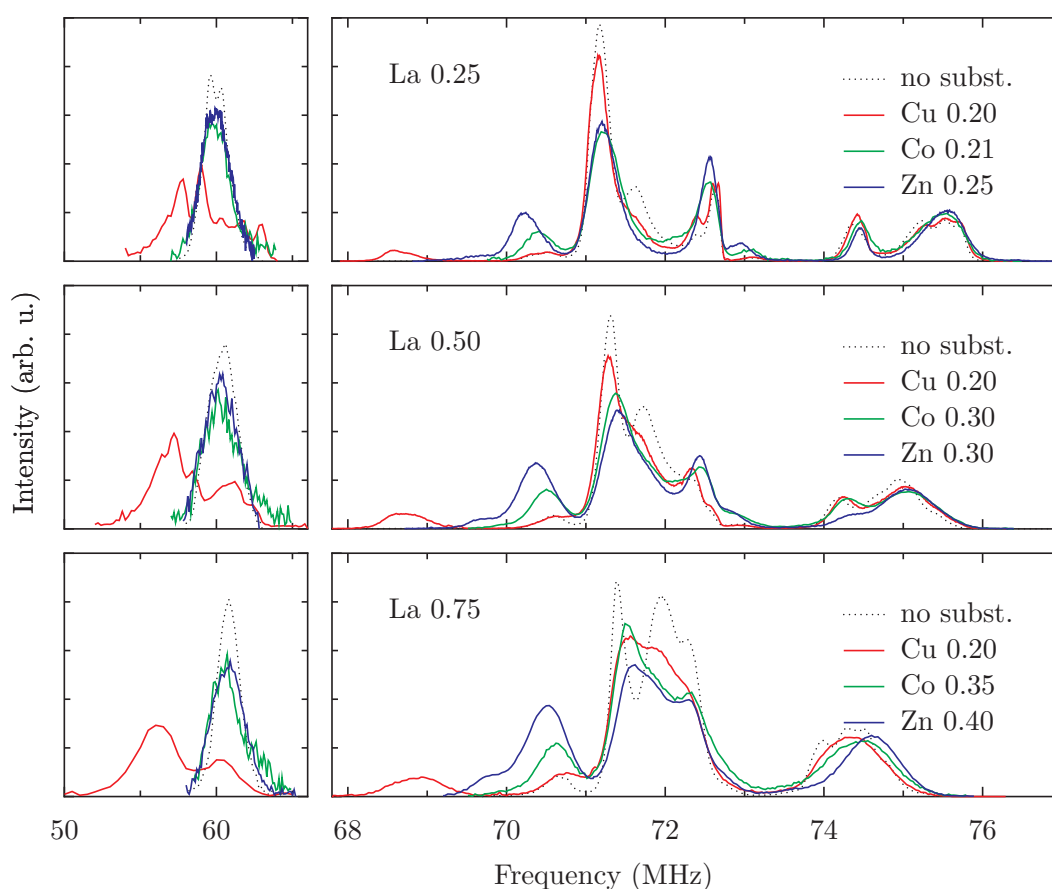 La 0.25
no subst.
Cu 0.20
Co 0.21
Zn 0.25
La 0.50
no subst.
Cu 0.20
Co 0.30
Zn 0.30
La 0.75
no subst.
Cu 0.20
Co 0.35
Zn 0.40
Intensity (arb. u.)
50 60 68 70 72 74 76
Frequency (MHz)